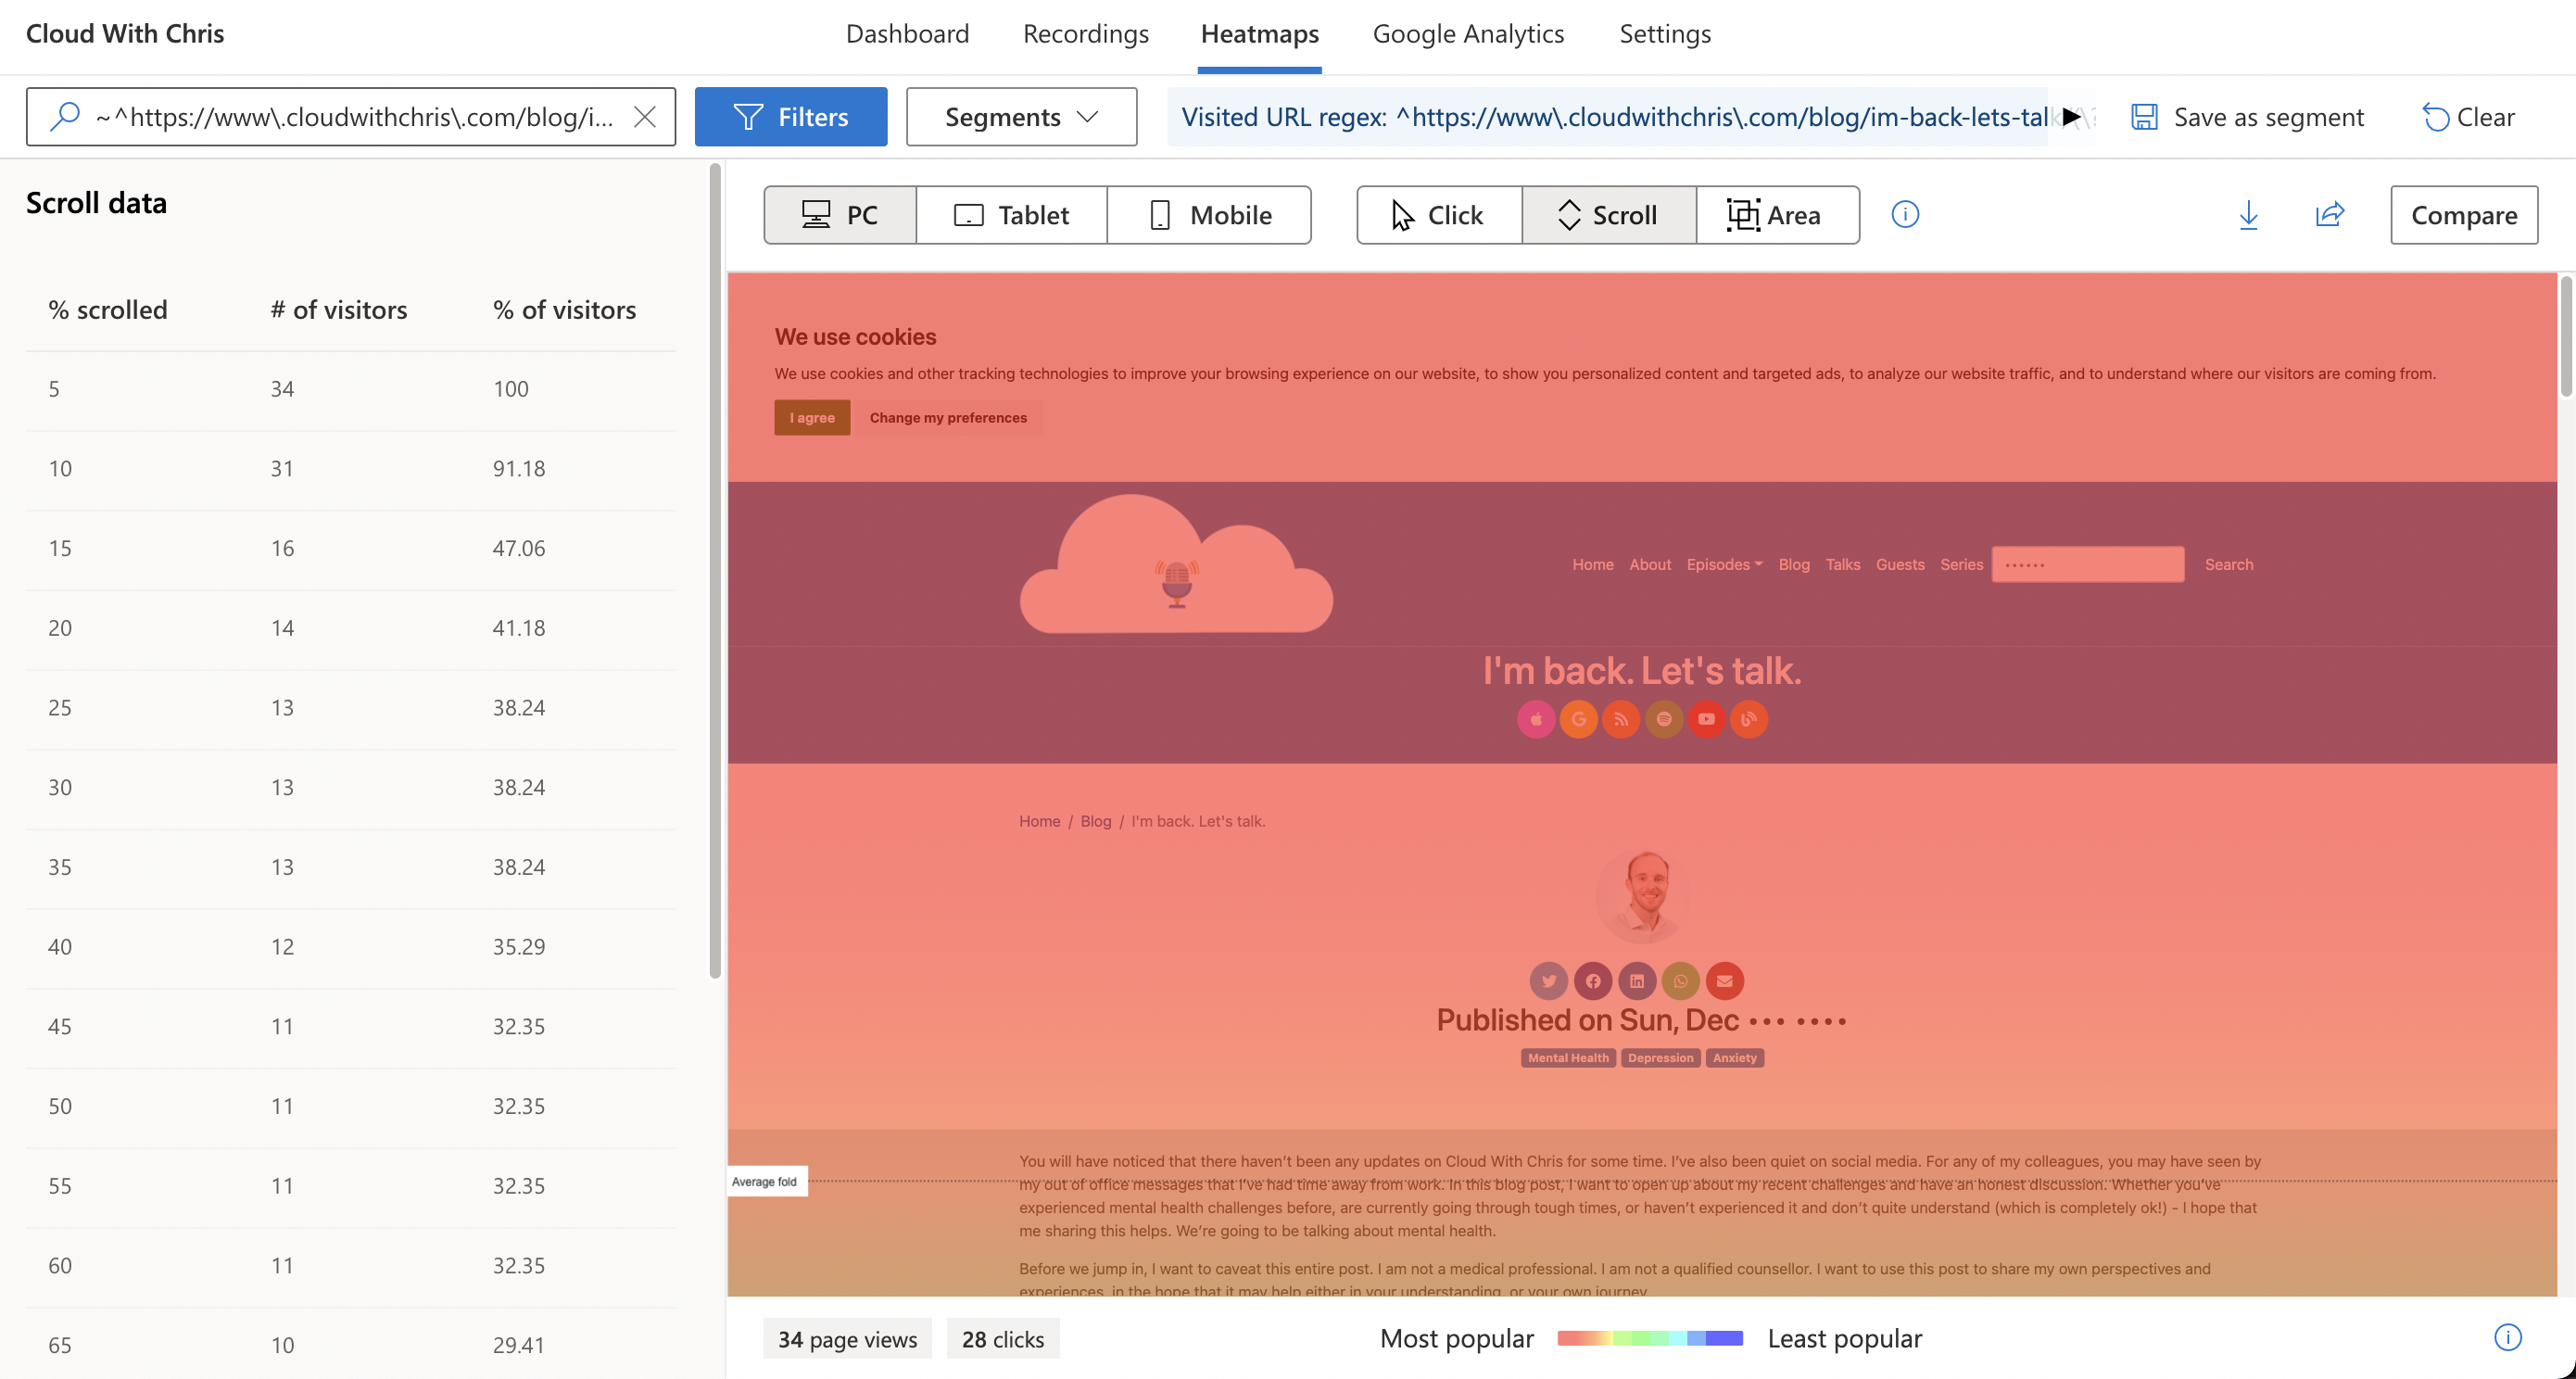 Cloud With Chris
Dashboard Recordings Heatmaps Google Analytics Settings
~^https://www\.cloudwithchris\.com/blog/i...
Filters
Segments
Visited URL regex: ^https://www\.cloudwithchris\.com/blog/im-back-lets-talk
Save as segment
Clear
Scroll data
% scrolled # of visitors % of visitors
5 34 100
10 31 91.18
15 16 47.06
20 14 41.18
25 13 38.24
30 13 38.24
35 13 38.24
40 12 35.29
45 11 32.35
50 11 32.35
55 11 32.35
60 11 32.35
65 10 29.41
PC Tablet Mobile
Click Scroll Area
Compare
We use cookies
We use cookies and other tracking technologies to improve your browsing experience on our website, to show you personalized content and targeted ads, to analyze our website traffic, and to understand where our visitors are coming from.
I agree Change my preferences
Home About Episodes Blog Talks Guests Series •••••• Search
I'm back. Let's talk.
Home / Blog / I'm back. Let's talk.
Published on Sun, Dec ••• ••••
Mental Health Depression Anxiety
Average fold
You will have noticed that there haven't been any updates on Cloud With Chris for some time. I've also been quiet on social media. For any of my colleagues, you may have seen by
my out of office messages that I've had time away from work. In this blog post, I want to open up about my recent challenges and have an honest discussion. Whether you've
experienced mental health challenges before, are currently going through tough times, or haven't experienced it and don't quite understand (which is completely ok!) - I hope that
me sharing this helps. We're going to be talking about mental health.
Before we jump in, I want to caveat this entire post. I am not a medical professional. I am not a qualified counsellor. I want to use this post to share my own perspectives and
experiences, in the hope that it may help either in your understanding, or your own journey.
34 page views 28 clicks
Most popular Least popular